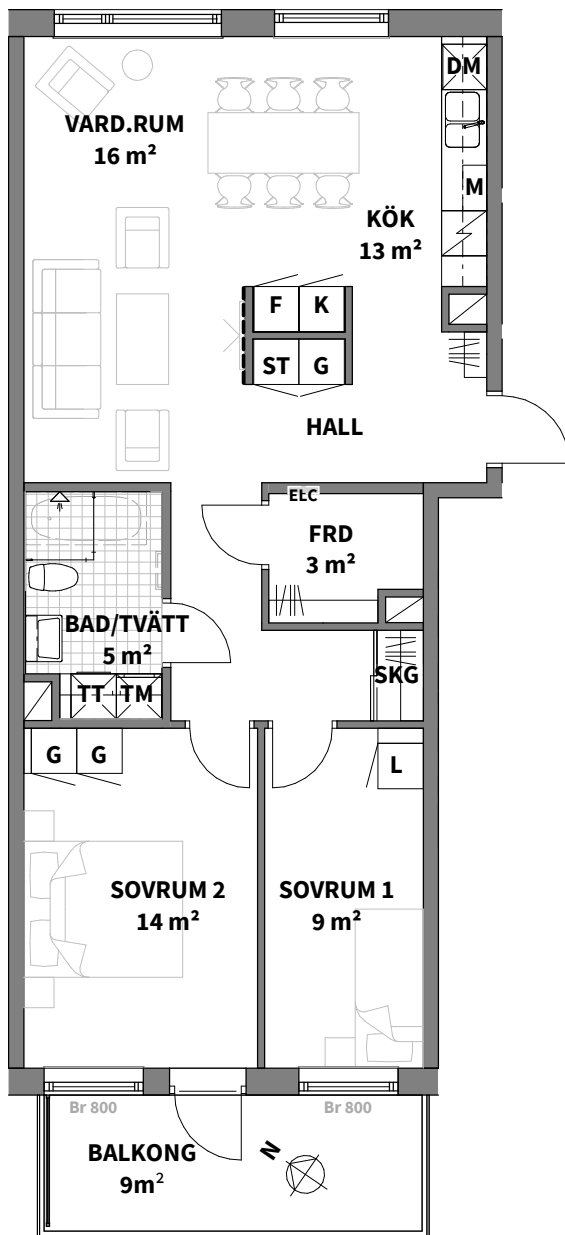 DM
VARD.RUM
16 m²
M
KÖK
13 m²
F K
ST G
HALL
ELC
FRD
3 m²
BAD/TVÄTT
5 m²
SKG
TT TM
G G
L
SOVRUM 2
14 m²
SOVRUM 1
9 m²
Br 800
Br 800
BALKONG
9m²
N